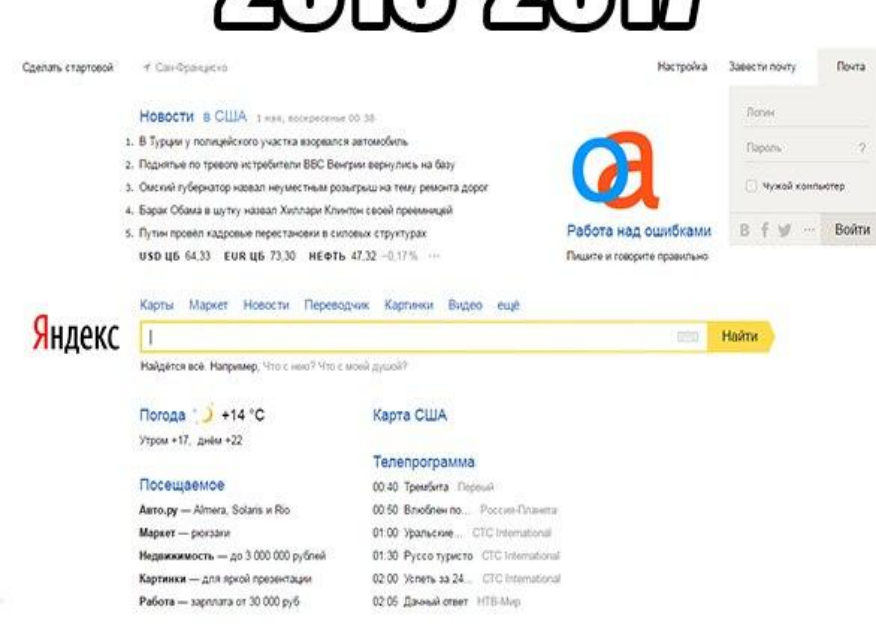 2016-2017
Сделать стартовой Сан-Франциско Настройка Завести почту Почта
Новости в США 1 мая, воскресенье 00 38
1. В Турции у полицейского участка взорвался автомобиль
2. Поднятые по тревоге истребители ВВС Венгрии вернулись на базу
3. Омский губернатор назвал неуместным розыгрыш на тему ремонта дорог
4. Барак Обама в шутку назвал Хиллари Клинтон своей преемницей
5. Путин провёл кадровые перестановки в силовых структурах
USD ЦБ 64,33 EUR ЦБ 73,30 НЕФТЬ 47,32 −0,17% ···
оа
Работа над ошибками
Пишите и говорите правильно
Логин
Пароль ?
Чужой компьютер
В f ··· Войти
Карты Маркет Новости Переводчик Картинки Видео ещё
Яндекс Найти
Найдётся всё. Например, Что с нею? Что с моей душой?
Погода +14 °C
Утром +17, днём +22
Карта США
Посещаемое
Авто.ру — Almera, Solaris и Rio
Маркет — рюкзаки
Недвижимость — до 3 000 000 рублей
Картинки — для яркой презентации
Работа — зарплата от 30 000 руб
Телепрограмма
00:40 Трембита Первый
00:50 Влюблен по... Россия-Планета
01:00 Уральские... СТС International
01:30 Руссо туристо СТС International
02:00 Успеть за 24... СТС International
02:05 Дачный ответ НТВ-Мир